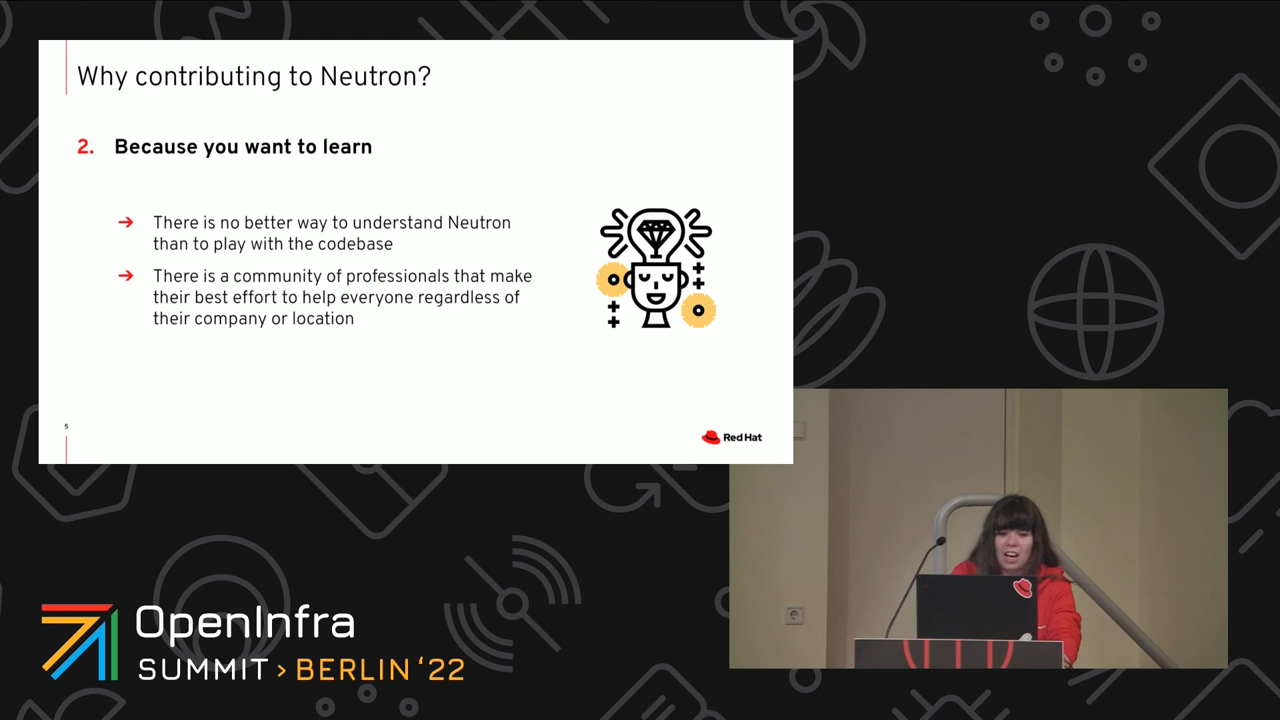 Why contributing to Neutron?
2. Because you want to learn
➔ There is no better way to understand Neutron
than to play with the codebase
➔ There is a community of professionals that make
their best effort to help everyone regardless of
their company or location
5
Red Hat
OpenInfra
SUMMIT > BERLIN ‘22